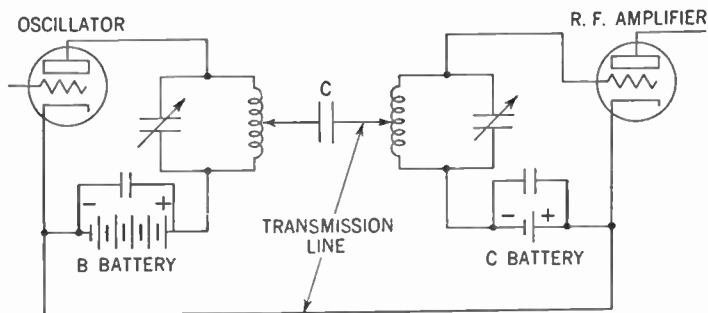 OSCILLATOR
R. F. AMPLIFIER
C
- +
- +
TRANSMISSION
LINE
B BATTERY
C BATTERY